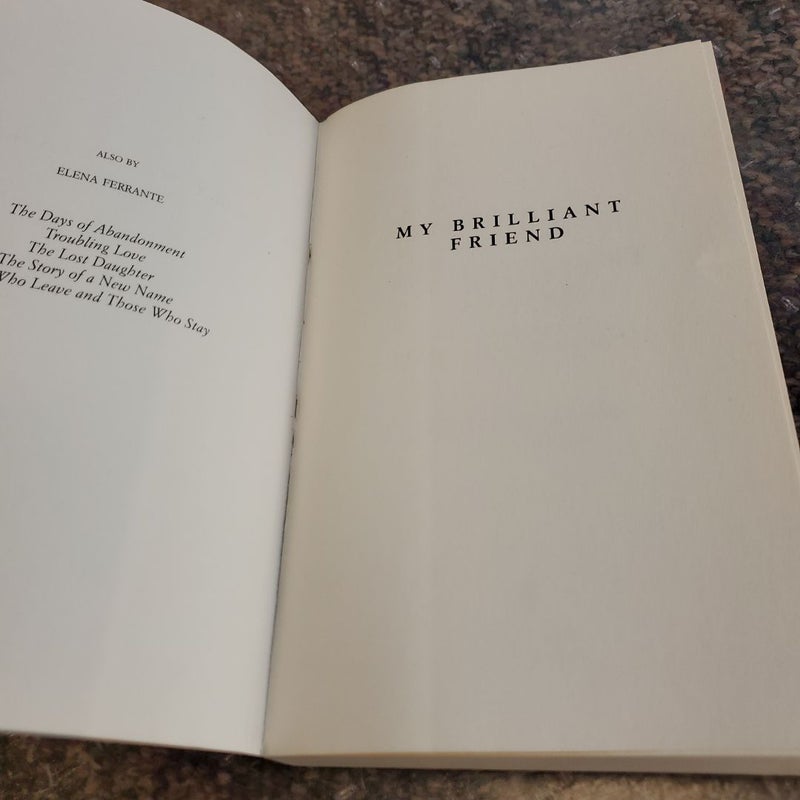 ALSO BY
ELENA FERRANTE
The Days of Abandonment
Troubling Love
The Lost Daughter
The Story of a New Name
Who Leave and Those Who Stay
MY BRILLIANT
FRIEND